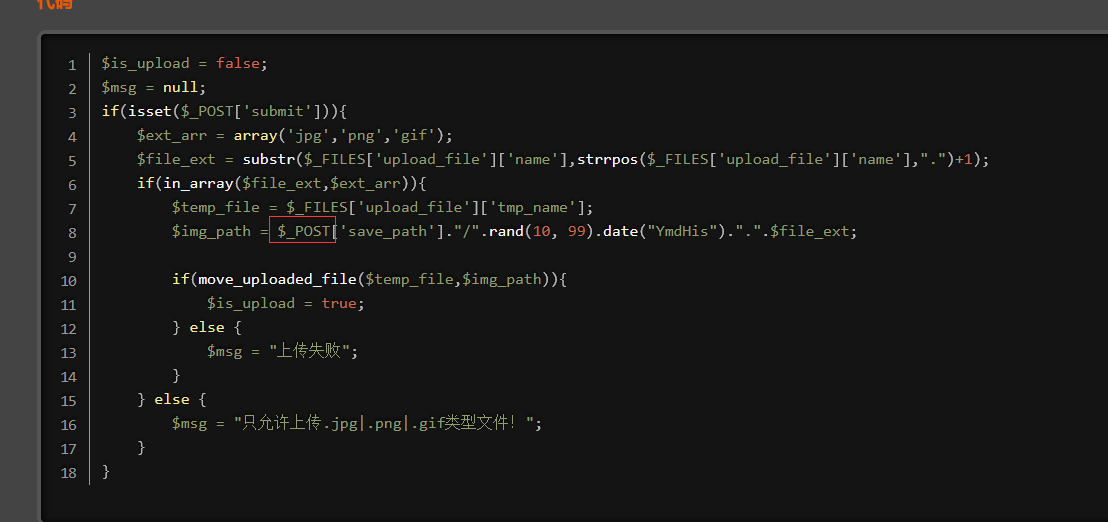 代码
1 $is_upload = false;
2 $msg = null;
3 if(isset($_POST['submit'])){
4     $ext_arr = array('jpg','png','gif');
5     $file_ext = substr($_FILES['upload_file']['name'],strrpos($_FILES['upload_file']['name'],".")+1);
6     if(in_array($file_ext,$ext_arr)){
7         $temp_file = $_FILES['upload_file']['tmp_name'];
8         $img_path = $_POST['save_path']."/".rand(10, 99).date("YmdHis").".".$file_ext;
9
10         if(move_uploaded_file($temp_file,$img_path)){
11             $is_upload = true;
12         } else {
13             $msg = "上传失败";
14         }
15     } else {
16         $msg = "只允许上传.jpg|.png|.gif类型文件！";
17     }
18 }